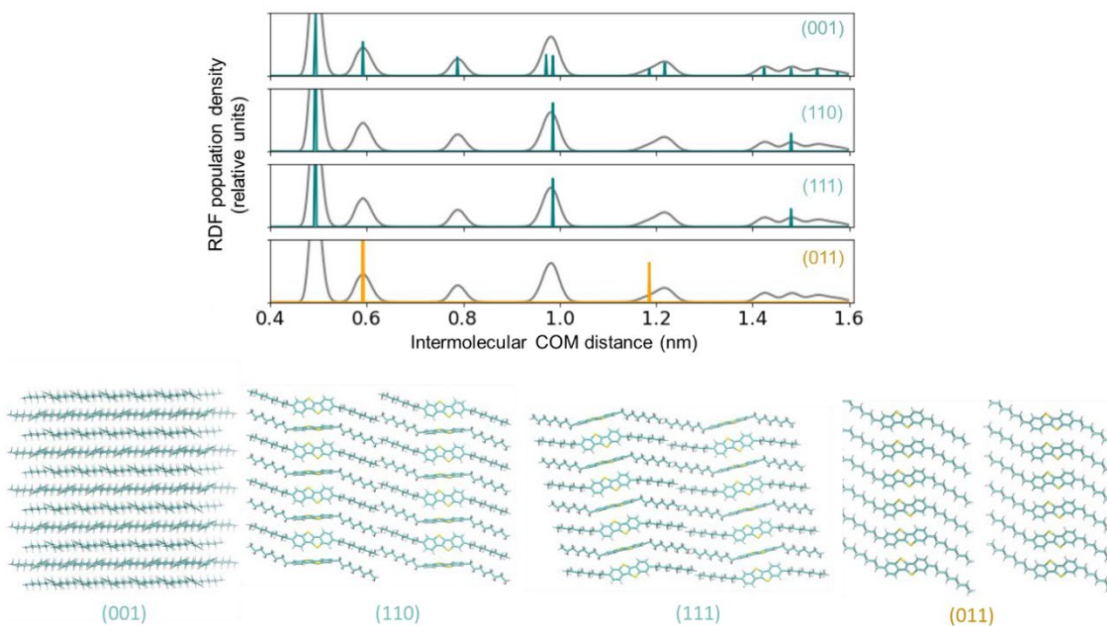 (001)
(110)
(111)
(011)
RDF population density
(relative units)
0.4 0.6 0.8 1.0 1.2 1.4 1.6
Intermolecular COM distance (nm)
(001) (110) (111) (011)